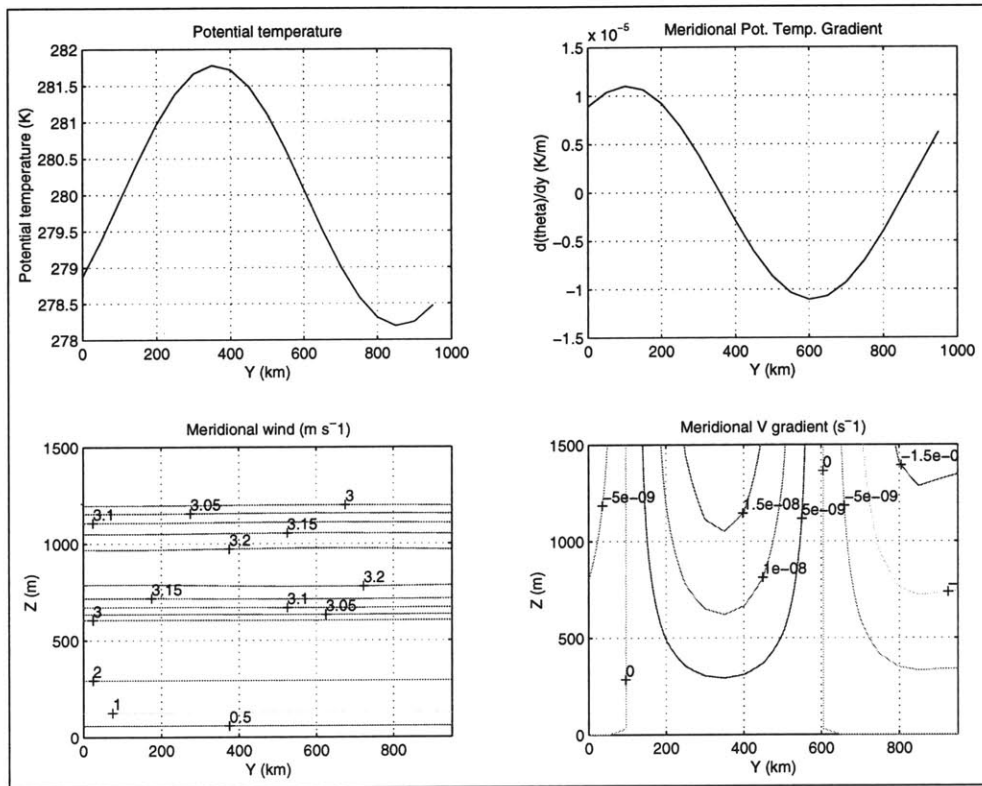 Potential temperature
282
281.5
281
280.5
280
279.5
279
278.5
278
Potential temperature (K)
0 200 400 600 800 1000
Y (km)
Meridional Pot. Temp. Gradient
x 10^-5
1.5
1
0.5
0
−0.5
−1
−1.5
d(theta)/dy (K/m)
0 200 400 600 800 1000
Y (km)
Meridional wind (m s^-1)
1500
1000
500
0
Z (m)
3
3.05
3.1
3.15
3.2
3.2
3.15
3.1
3.05
3
2
1
0.5
0 200 400 600 800
Y (km)
Meridional V gradient (s^-1)
1500
1000
500
0
Z (m)
0
−1.5e−0
−5e−09
1.5e−08
5e−09
−5e−09
1e−08
−
0
0 200 400 600 800
Y (km)